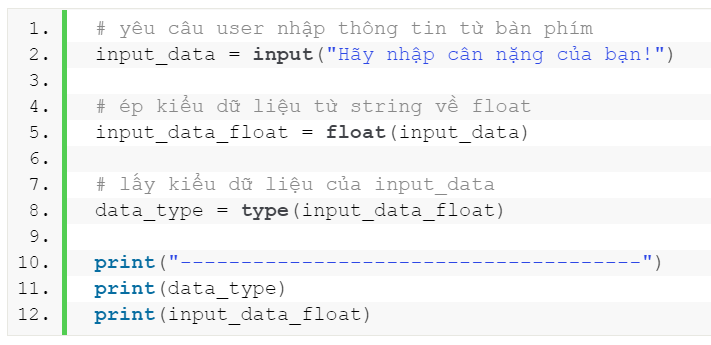 1. # yêu câu user nhập thông tin từ bàn phím
2. input_data = input("Hãy nhập cân nặng của bạn!")
3.
4. # ép kiểu dữ liệu từ string về float
5. input_data_float = float(input_data)
6.
7. # lấy kiểu dữ liệu của input_data
8. data_type = type(input_data_float)
9.
10. print("--------------------------------------")
11. print(data_type)
12. print(input_data_float)